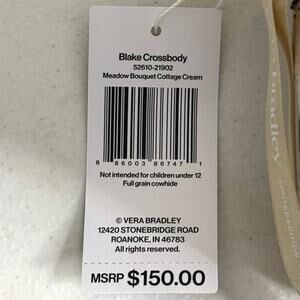 Blake Crossbody
52610-21902
Meadow Bouquet Cottage Cream
8 86003 86747 1
Not intended for children under 12
Full grain cowhide
© VERA BRADLEY
12420 STONEBRIDGE ROAD
ROANOKE, IN 46783
All rights reserved.
MSRP $150.00